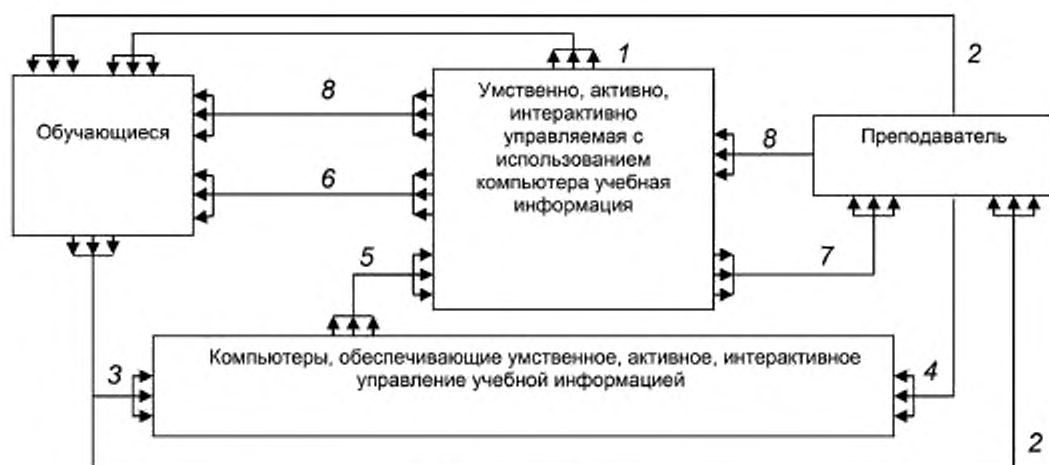 1
2
8
Умственно, активно,
интерактивно
управляемая с
использованием
компьютера учебная
информация
Обучающиеся
8
Преподаватель
6
5
7
3
Компьютеры, обеспечивающие умственное, активное, интерактивное
управление учебной информацией
4
2